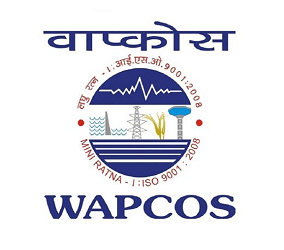 वाप्कोस
लघु रत्न - I : आई.एस.ओ. 9001:2008
MINI RATNA - I : ISO 9001 : 2008
WAPCOS